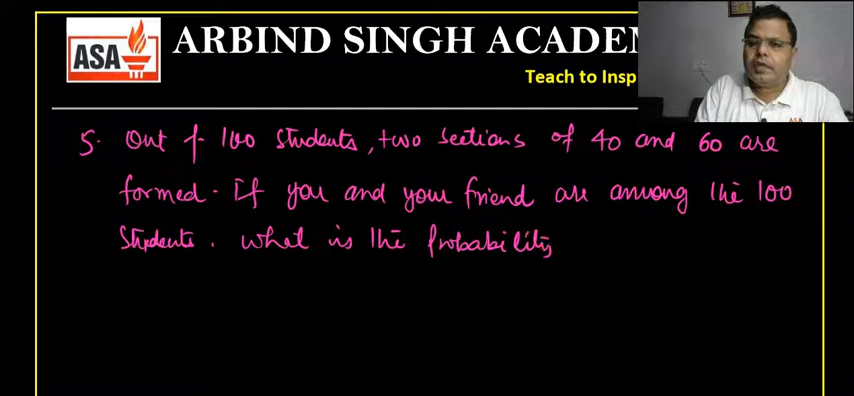 ASA
ARBIND SINGH ACADEM
Teach to Insp
5. Out of 100 students, two sections of 40 and 60 are
formed. If you and your friend are among the 100
students. What is the probability